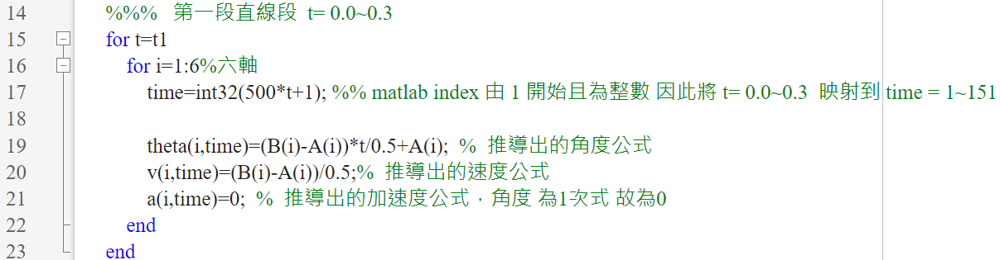 14 %%% 第一段直線段 t= 0.0~0.3
15 for t=t1
16 for i=1:6%六軸
17 time=int32(500*t+1); %% matlab index 由 1 開始且為整數 因此將 t= 0.0~0.3 映射到 time = 1~151
18
19 theta(i,time)=(B(i)-A(i))*t/0.5+A(i); % 推導出的角度公式
20 v(i,time)=(B(i)-A(i))/0.5;% 推導出的速度公式
21 a(i,time)=0; % 推導出的加速度公式，角度 為1次式 故為0
22 end
23 end